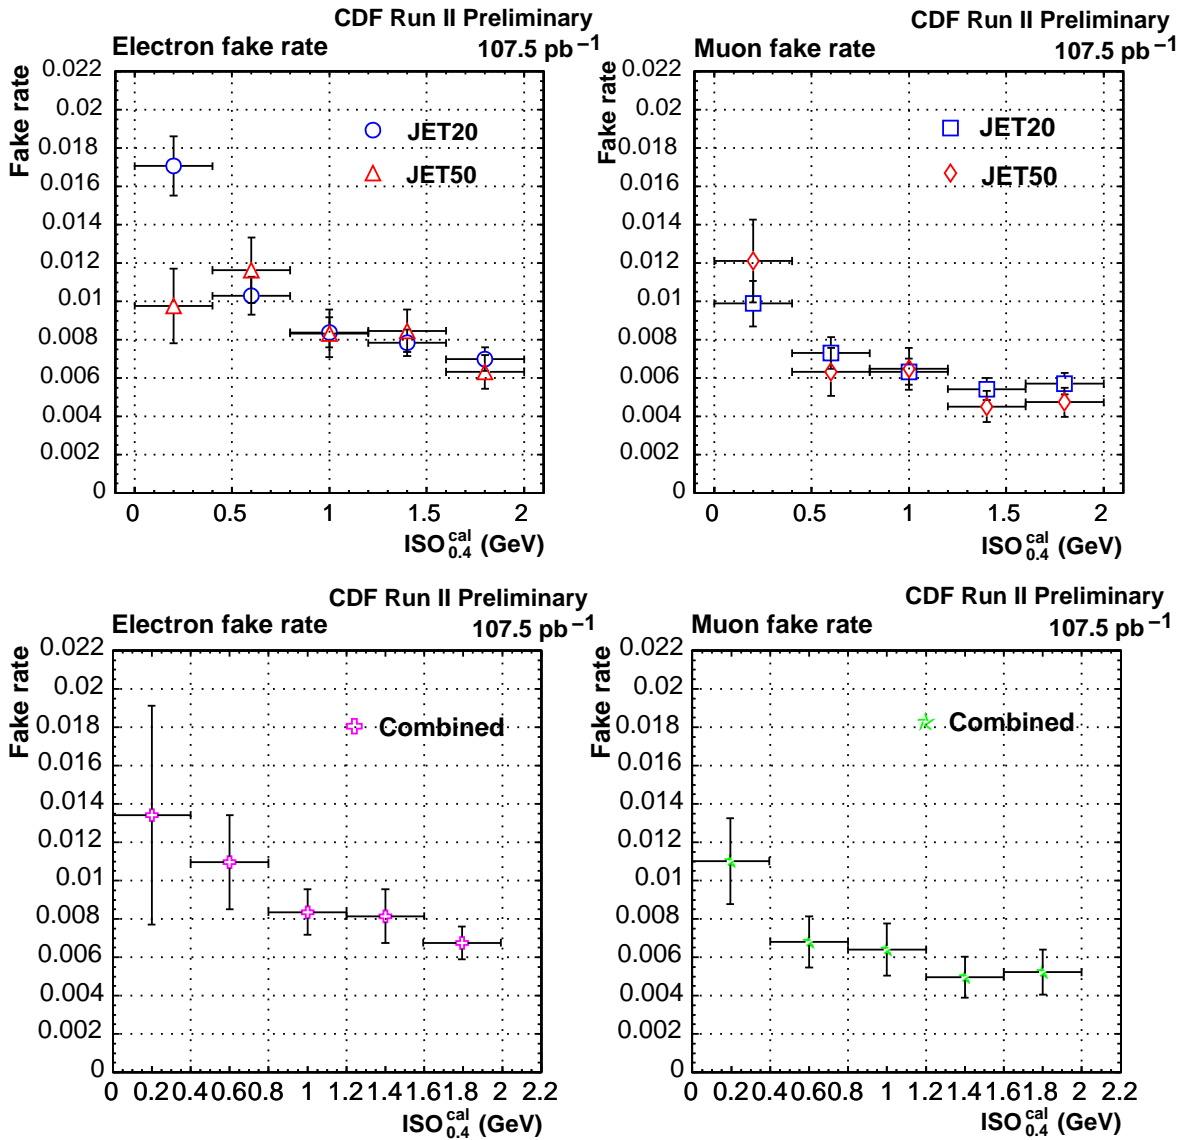 CDF Run II Preliminary
Electron fake rate
107.5 pb⁻¹
Fake rate
0.022
0.02
0.018
0.016
0.014
0.012
0.01
0.008
0.006
0.004
0.002
0
JET20
JET50
0 0.5 1 1.5 2
ISO cal 0.4 (GeV)
CDF Run II Preliminary
Muon fake rate
107.5 pb⁻¹
Fake rate
0.022
0.02
0.018
0.016
0.014
0.012
0.01
0.008
0.006
0.004
0.002
0
JET20
JET50
0 0.5 1 1.5 2
ISO cal 0.4 (GeV)
CDF Run II Preliminary
Electron fake rate
107.5 pb⁻¹
Fake rate
0.022
0.02
0.018
0.016
0.014
0.012
0.01
0.008
0.006
0.004
0.002
0
Combined
0 0.2 0.4 0.6 0.8 1 1.2 1.4 1.6 1.8 2 2.2
ISO cal 0.4 (GeV)
CDF Run II Preliminary
Muon fake rate
107.5 pb⁻¹
Fake rate
0.022
0.02
0.018
0.016
0.014
0.012
0.01
0.008
0.006
0.004
0.002
0
Combined
0 0.2 0.4 0.6 0.8 1 1.2 1.4 1.6 1.8 2 2.2
ISO cal 0.4 (GeV)